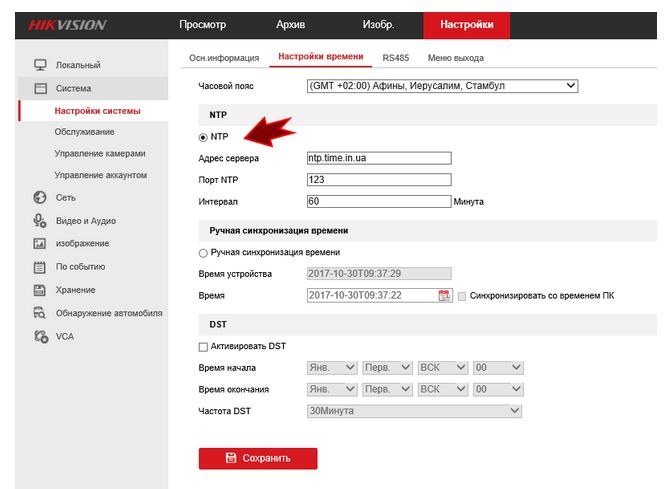 HIKVISION Просмотр Архив Изобр. Настройки
Осн.информация Настройки времени RS485 Меню выхода
Локальный
Система
Настройки системы
Обслуживание
Управление камерами
Управление аккаунтом
Сеть
Видео и Аудио
изображение
По событию
Хранение
Обнаружение автомобиля
VCA
Часовой пояс (GMT +02:00) Афины, Иерусалим, Стамбул
NTP
NTP
Адрес сервера ntp.time.in.ua
Порт NTP 123
Интервал 60 Минута
Ручная синхронизация времени
Ручная синхронизация времени
Время устройства 2017-10-30T09:37:29
Время 2017-10-30T09:37:22 Синхронизировать со временем ПК
DST
Активировать DST
Время начала Янв. Перв. ВСК 00
Время окончания Янв. Перв. ВСК 00
Частота DST 30Минута
Сохранить